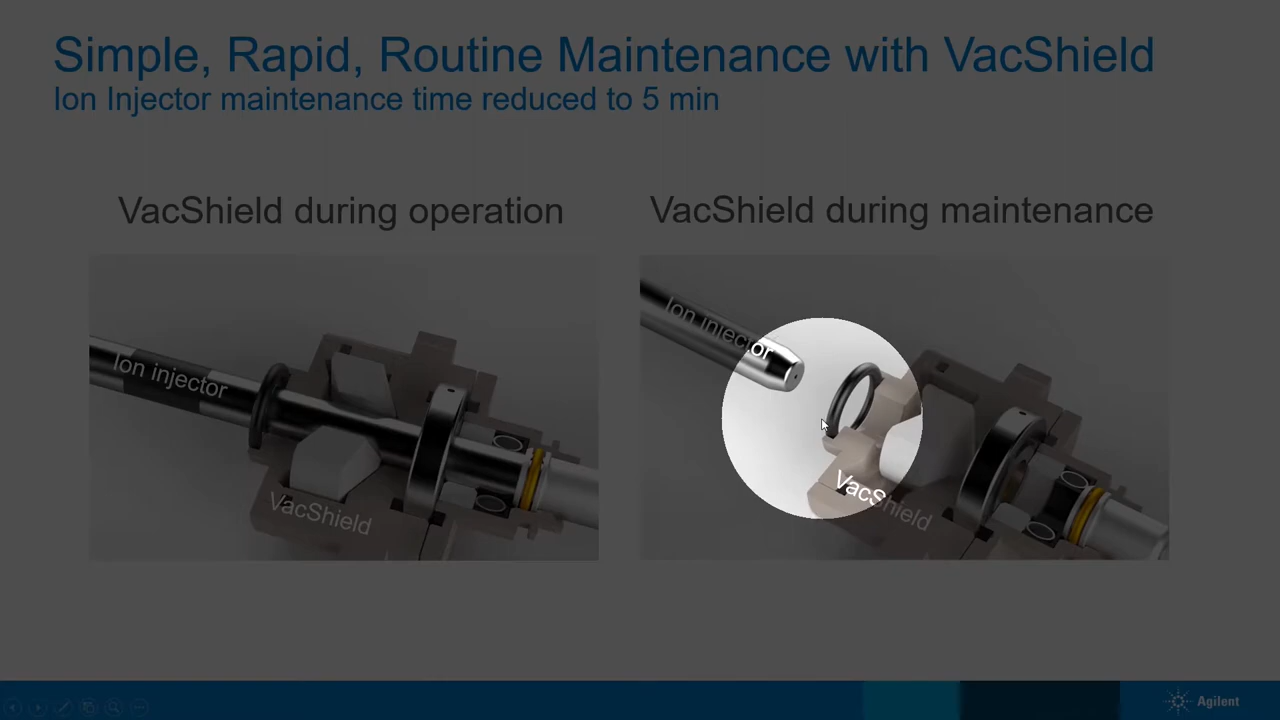 Simple, Rapid, Routine Maintenance with VacShield
Ion Injector maintenance time reduced to 5 min
VacShield during operation
VacShield during maintenance
Ion injector
VacShield
Ion injector
VacShield
Agilent